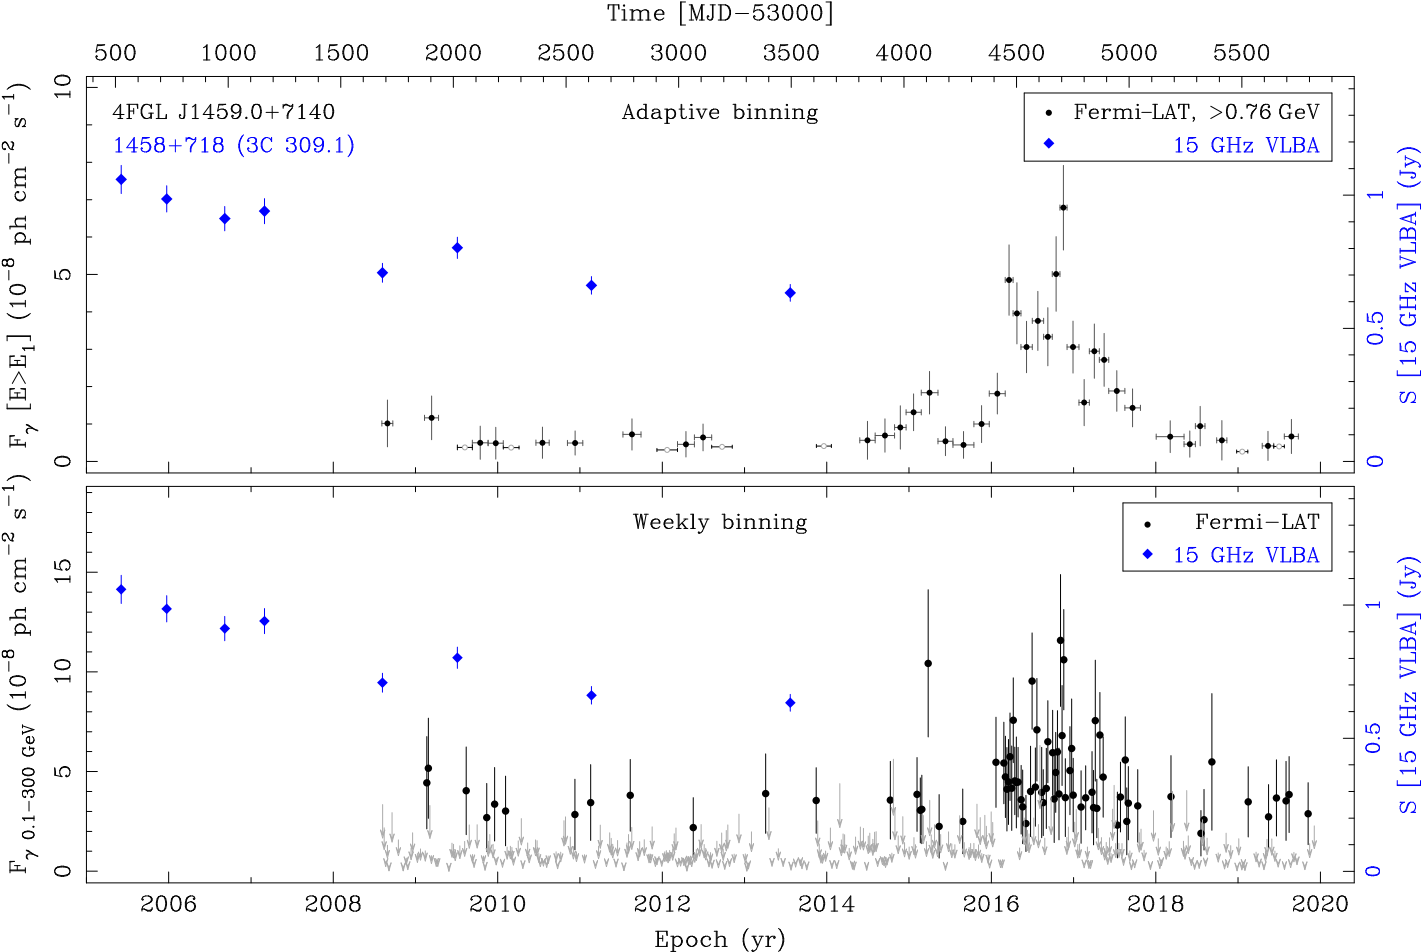 Time [MJD−53000]
500 1000 1500 2000 2500 3000 3500 4000 4500 5000 5500
4FGL J1459.0+7140
1458+718 (3C 309.1)
Adaptive binning
Fermi−LAT, >0.76 GeV
15 GHz VLBA
F_γ [E>E_1] (10^−8 ph cm^−2 s^−1)
10
5
0
1
0.5
0
S [15 GHz VLBA] (Jy)
Weekly binning
Fermi−LAT
15 GHz VLBA
F_γ 0.1−300 GeV (10^−8 ph cm^−2 s^−1)
15
10
5
0
1
0.5
0
S [15 GHz VLBA] (Jy)
2006 2008 2010 2012 2014 2016 2018 2020
Epoch (yr)